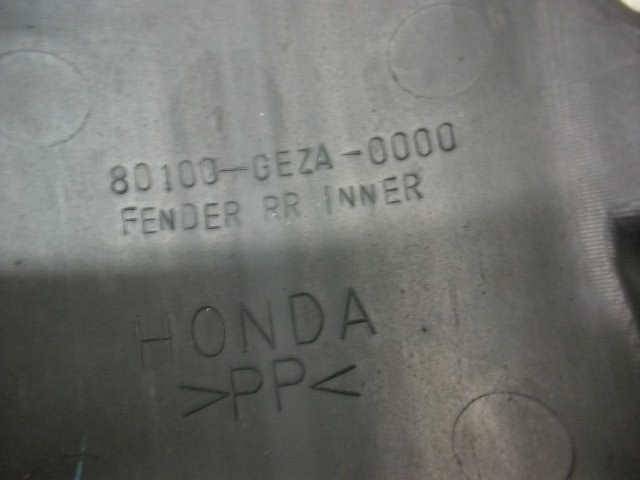 80100-GEZA-0000
FENDER RR INNER
HONDA
>PP<